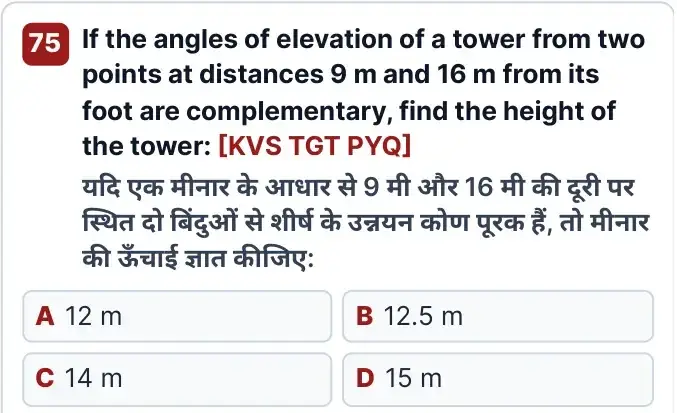 75 If the angles of elevation of a tower from two
points at distances 9 m and 16 m from its
foot are complementary, find the height of
the tower: [KVS TGT PYQ]
यदि एक मीनार के आधार से 9 मी और 16 मी की दूरी पर
स्थित दो बिंदुओं से शीर्ष के उन्नयन कोण पूरक हैं, तो मीनार
की ऊँचाई ज्ञात कीजिए:
A 12 m
B 12.5 m
C 14 m
D 15 m